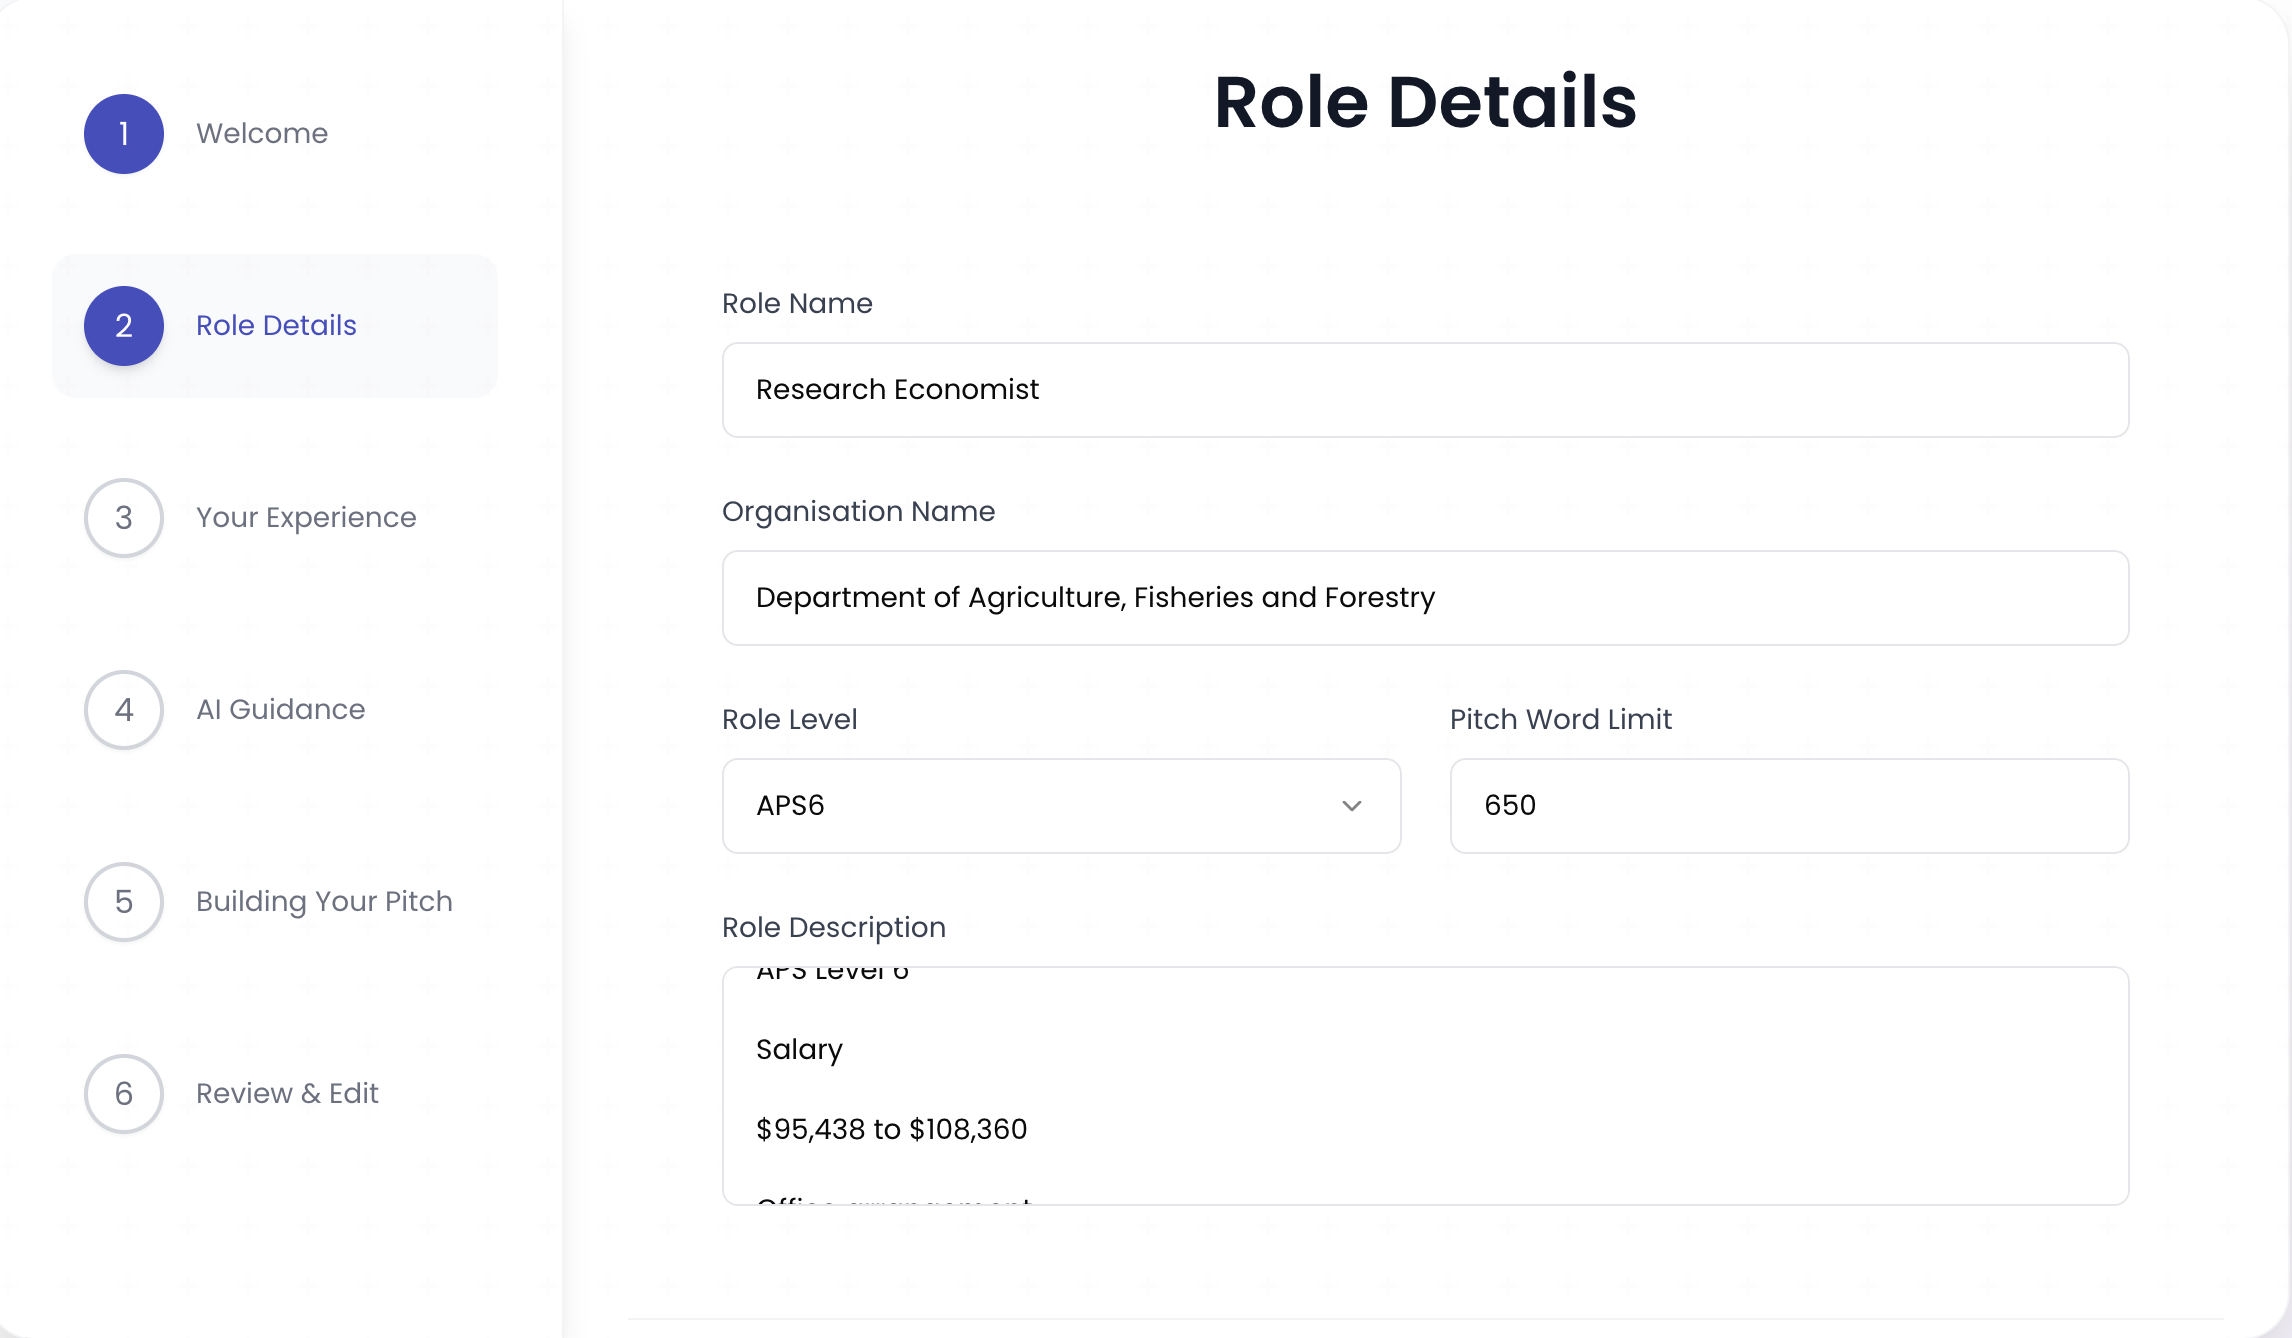 1 Welcome
2 Role Details
3 Your Experience
4 AI Guidance
5 Building Your Pitch
6 Review & Edit
Role Details
Role Name
Research Economist
Organisation Name
Department of Agriculture, Fisheries and Forestry
Role Level
APS6
Pitch Word Limit
650
Role Description
APS Level 6
Salary
$95,438 to $108,360
Office arrangement